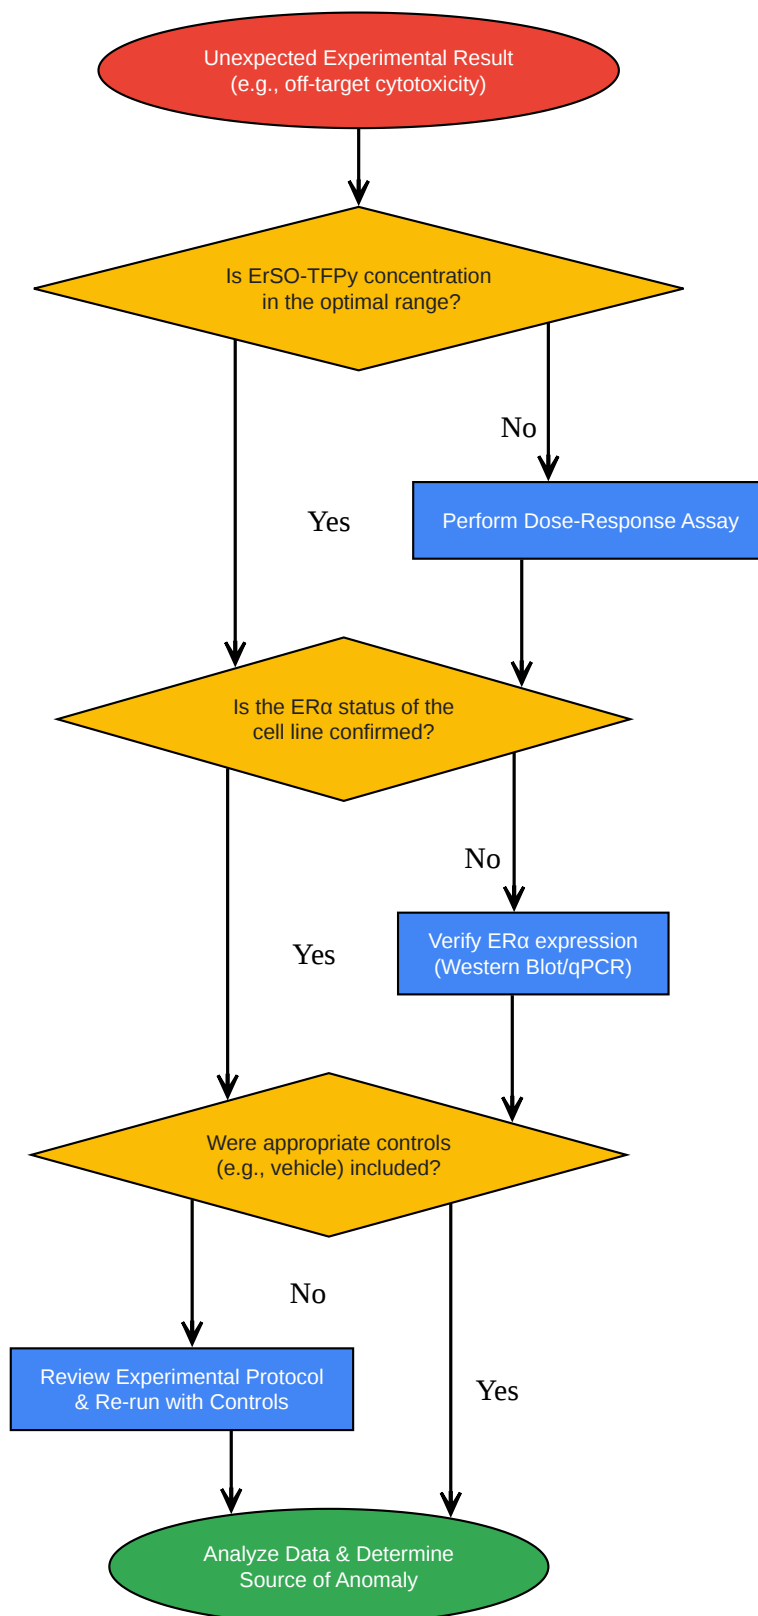 Unexpected Experimental Result
(e.g., off-target cytotoxicity)
Is ErSO-TFPy concentration
in the optimal range?
No
Yes
Perform Dose-Response Assay
Is the ERα status of the
cell line confirmed?
No
Yes
Verify ERα expression
(Western Blot/qPCR)
Were appropriate controls
(e.g., vehicle) included?
No
Review Experimental Protocol
& Re-run with Controls
Yes
Analyze Data & Determine
Source of Anomaly